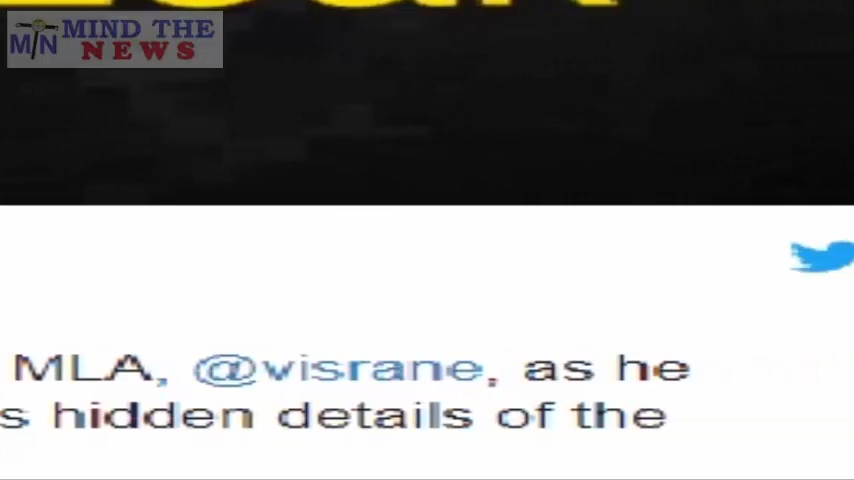 MIND THE
NEWS
MLA, @visrane, as he
s hidden details of the